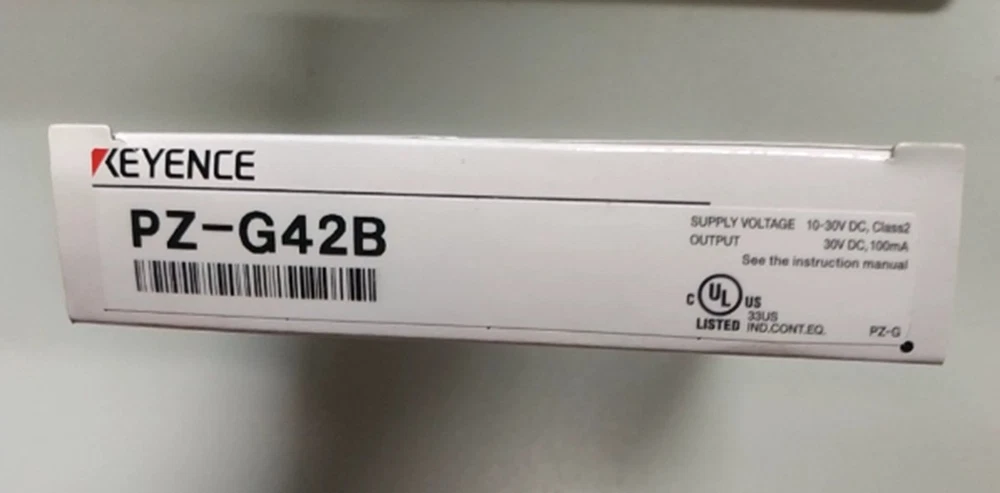 KEYENCE
PZ-G42B
SUPPLY VOLTAGE 10-30V DC, Class2
OUTPUT 30V DC, 100mA
See the instruction manual
C UL US
LISTED 33US IND.CONT.EQ.
PZ-G